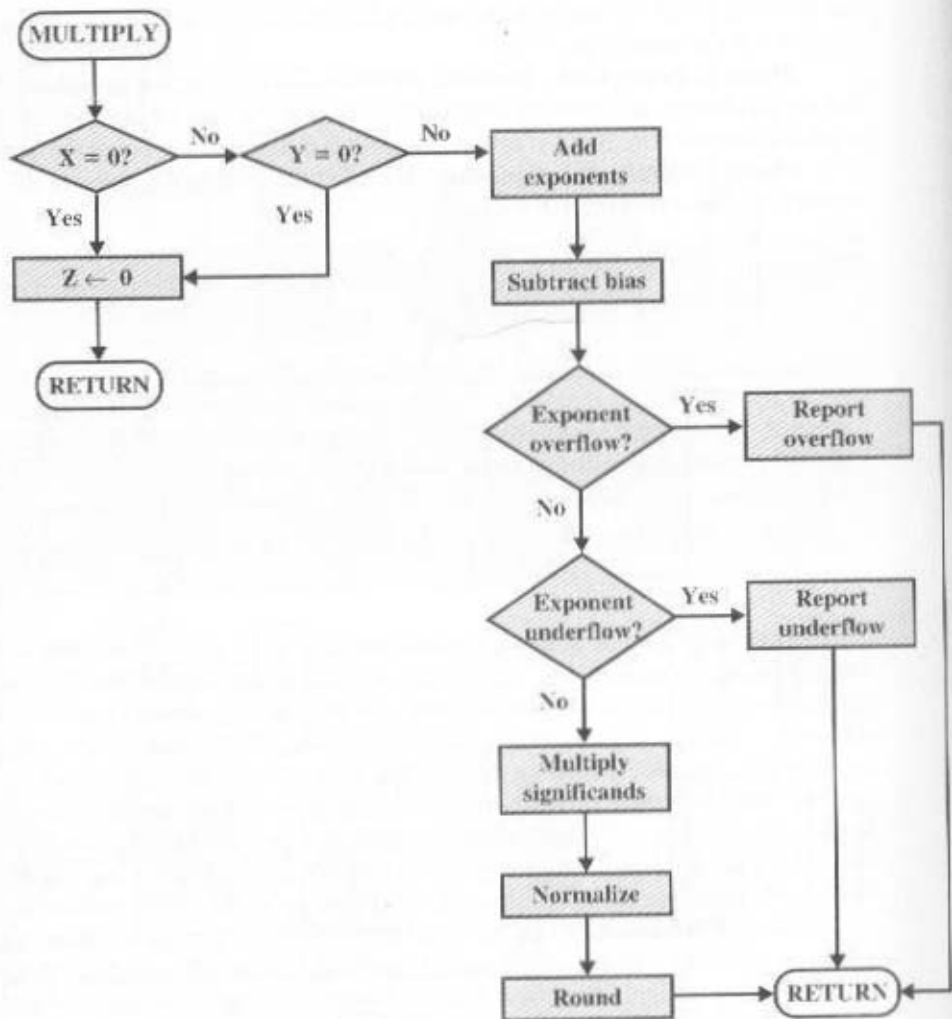 MULTIPLY
X = 0?
No
Y = 0?
No
Add
exponents
Yes
Yes
Z ← 0
Subtract bias
RETURN
Exponent
overflow?
Yes
Report
overflow
No
Exponent
underflow?
Yes
Report
underflow
No
Multiply
significands
Normalize
Round
RETURN